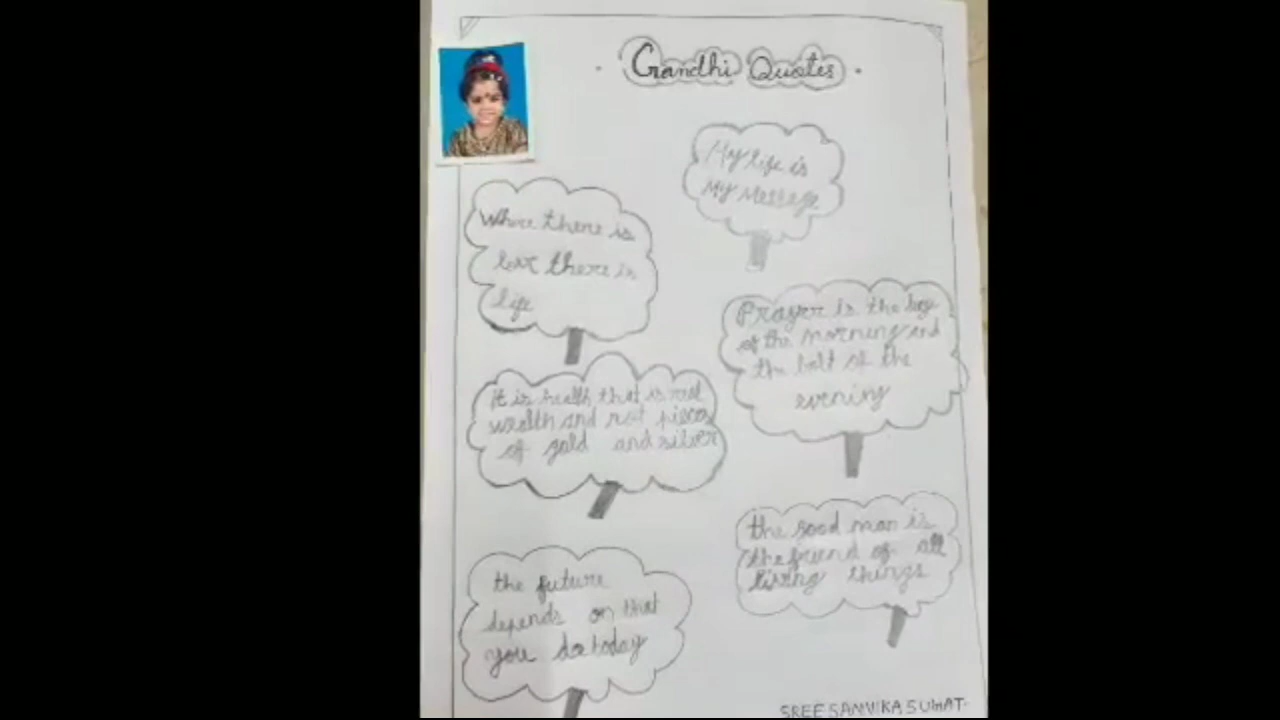 Gandhi Quotes
My life is
My Message
Where there is
love there is
life
Prayer is the key
of the morning and
the bolt of the
evening
It is health that is real
wealth and not pieces
of gold and silver
the good man is
the friend of all
living things
the future
depends on that
you do today
SREE SANVIKA SUHAT.